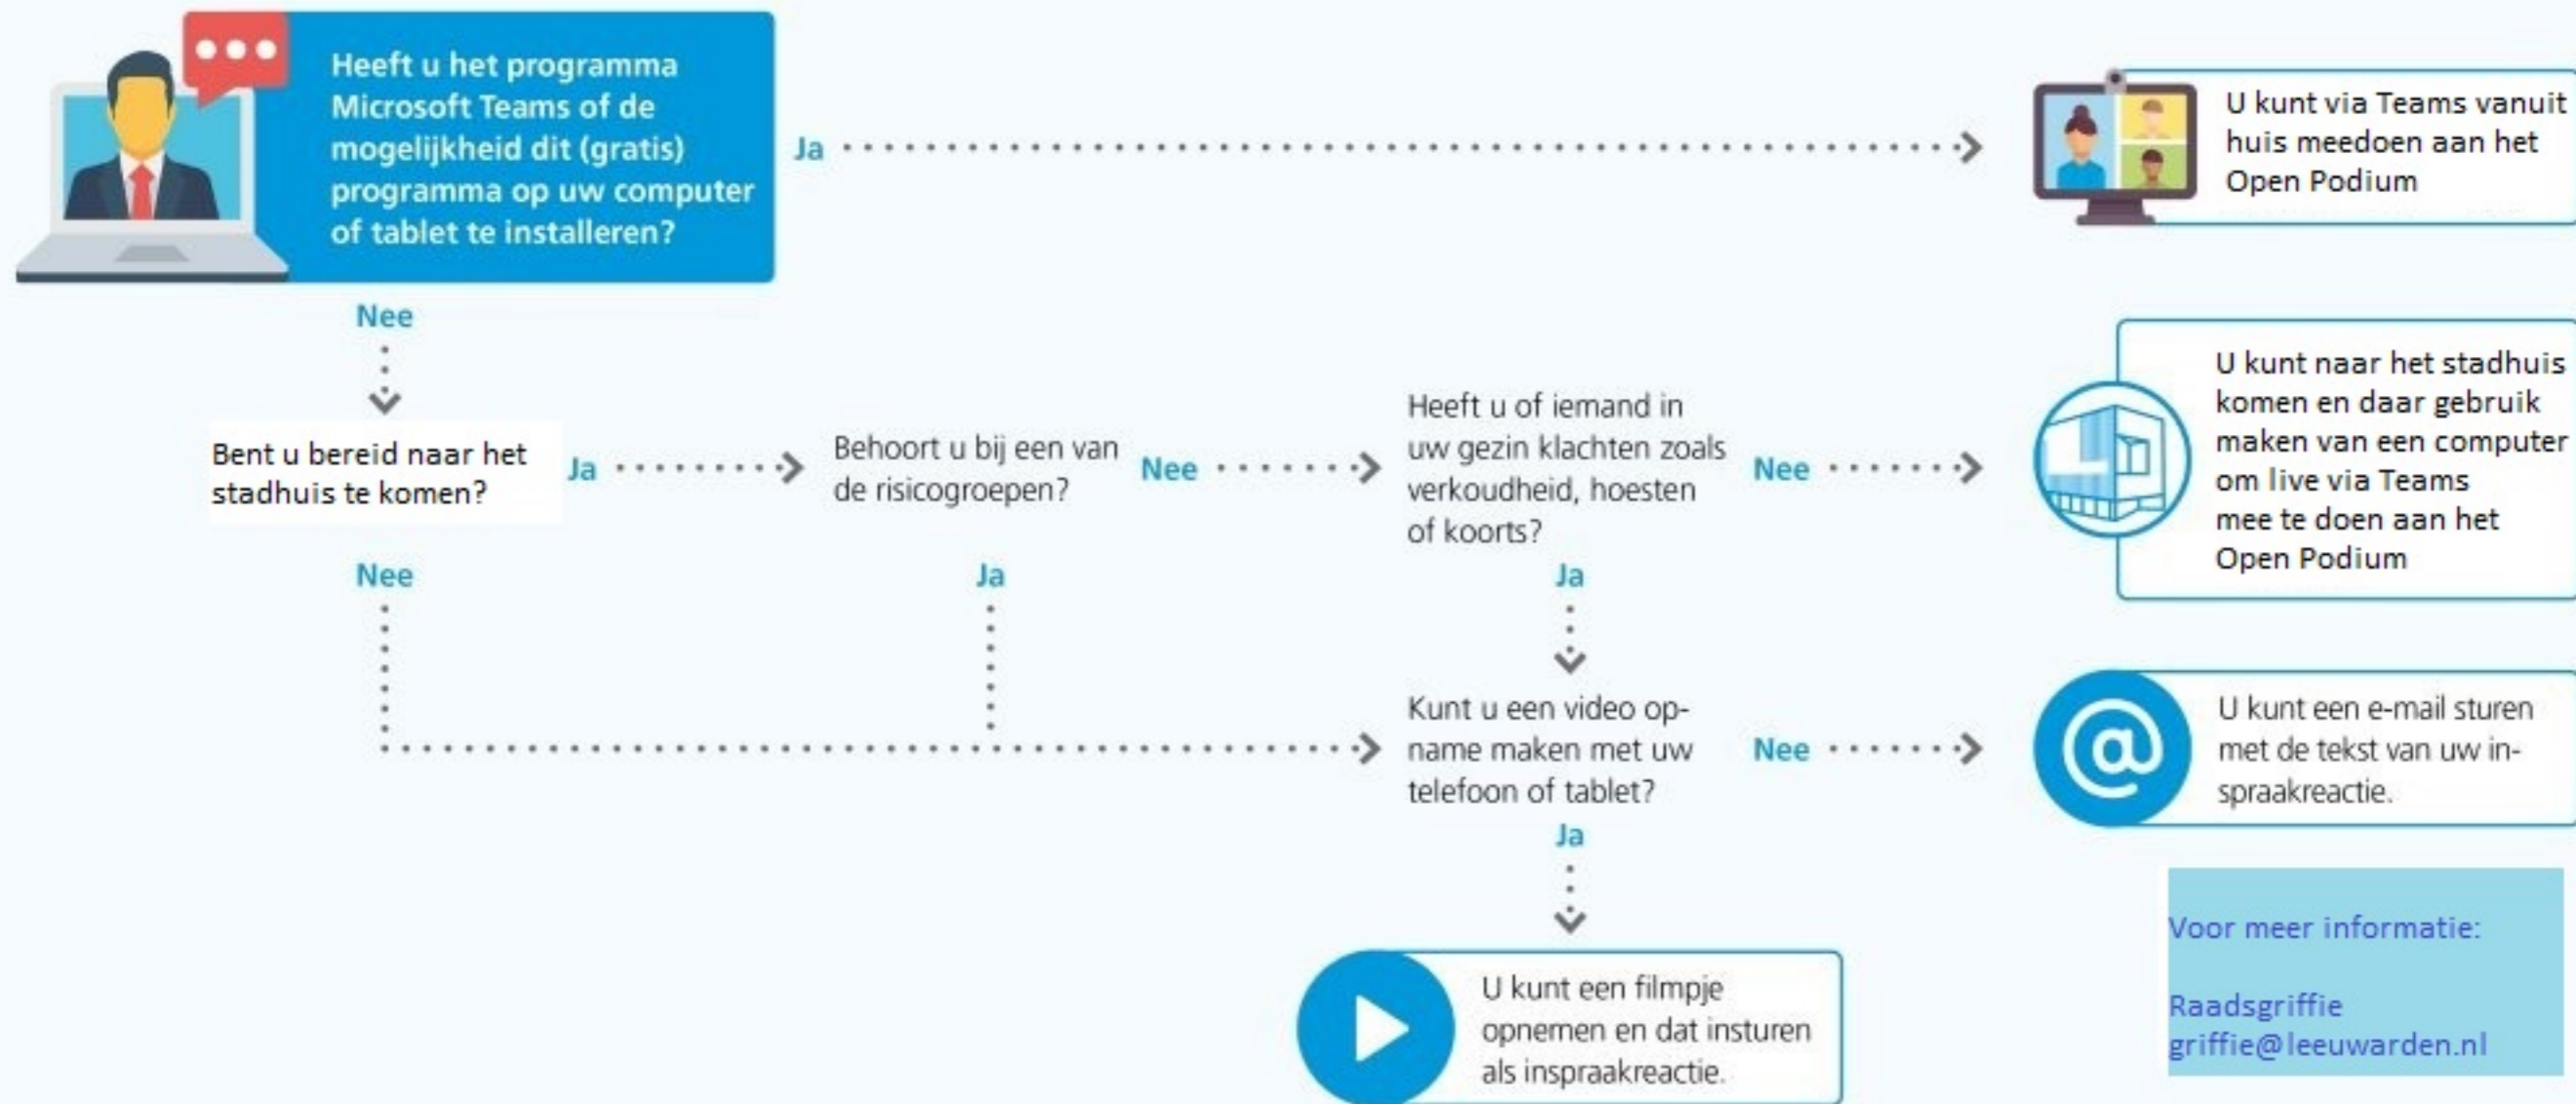 Heeft u het programma
Microsoft Teams of de
mogelijkheid dit (gratis)
programma op uw computer
of tablet te installeren?
Ja
U kunt via Teams vanuit
huis meedoen aan het
Open Podium
Nee
Bent u bereid naar het
stadhuis te komen?
Ja
Behoort u bij een van
de risicogroepen?
Nee
Heeft u of iemand in
uw gezin klachten zoals
verkoudheid, hoesten
of koorts?
Nee
U kunt naar het stadhuis
komen en daar gebruik
maken van een computer
om live via Teams
mee te doen aan het
Open Podium
Nee
Ja
Ja
Kunt u een video op-
name maken met uw
telefoon of tablet?
Nee
@
U kunt een e-mail sturen
met de tekst van uw in-
spraakreactie.
Ja
U kunt een filmpje
opnemen en dat insturen
als inspraakreactie.
Voor meer informatie:
Raadsgriffie
griffie@leeuwarden.nl